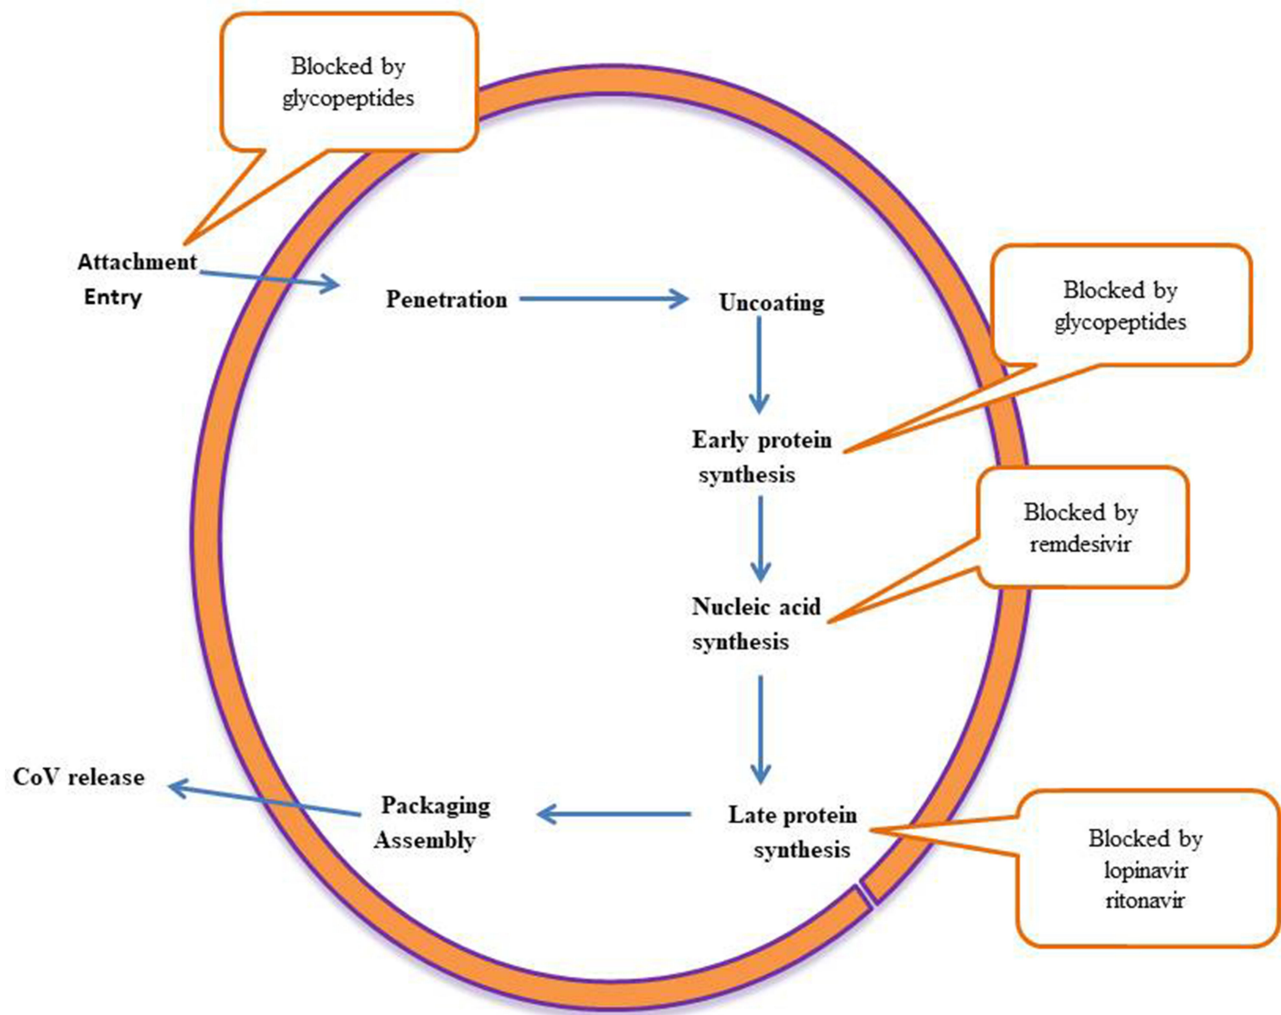 Blocked by
glycopeptides
Attachment
Entry
Penetration
Uncoating
Blocked by
glycopeptides
Early protein
synthesis
Blocked by
remdesivir
Nucleic acid
synthesis
CoV release
Packaging
Assembly
Late protein
synthesis
Blocked by
lopinavir
ritonavir